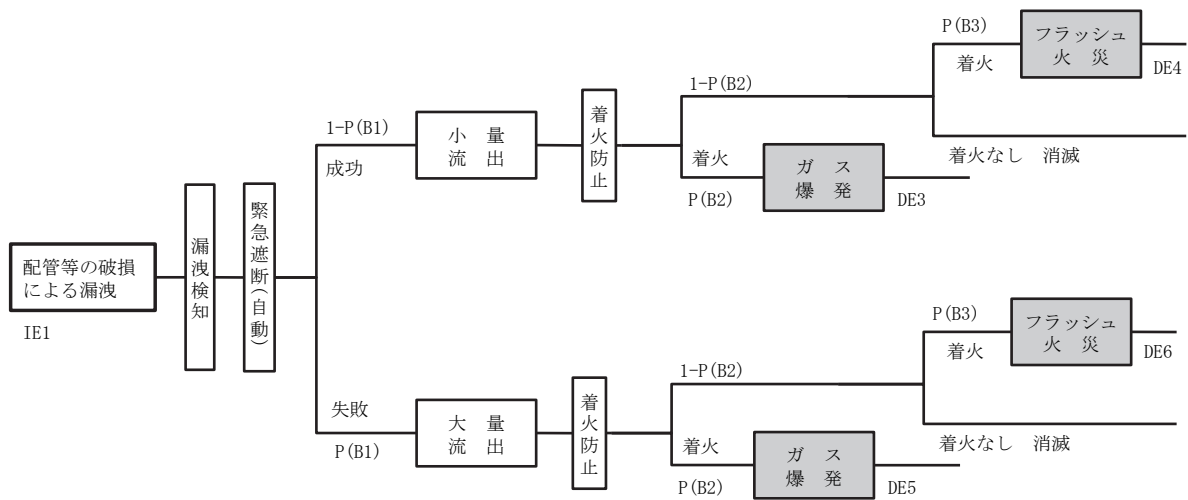 配管等の破損
による漏洩
IE1
漏洩検知
緊急遮断(自動)
1-P(B1)
成功
小 量
流 出
着火防止
1-P(B2)
P(B3)
着火
フラッシュ
火 災
DE4
着火なし 消滅
着火
P(B2)
ガ ス
爆 発
DE3
失敗
P(B1)
大 量
流 出
着火防止
1-P(B2)
P(B3)
着火
フラッシュ
火 災
DE6
着火なし 消滅
着火
P(B2)
ガ ス
爆 発
DE5